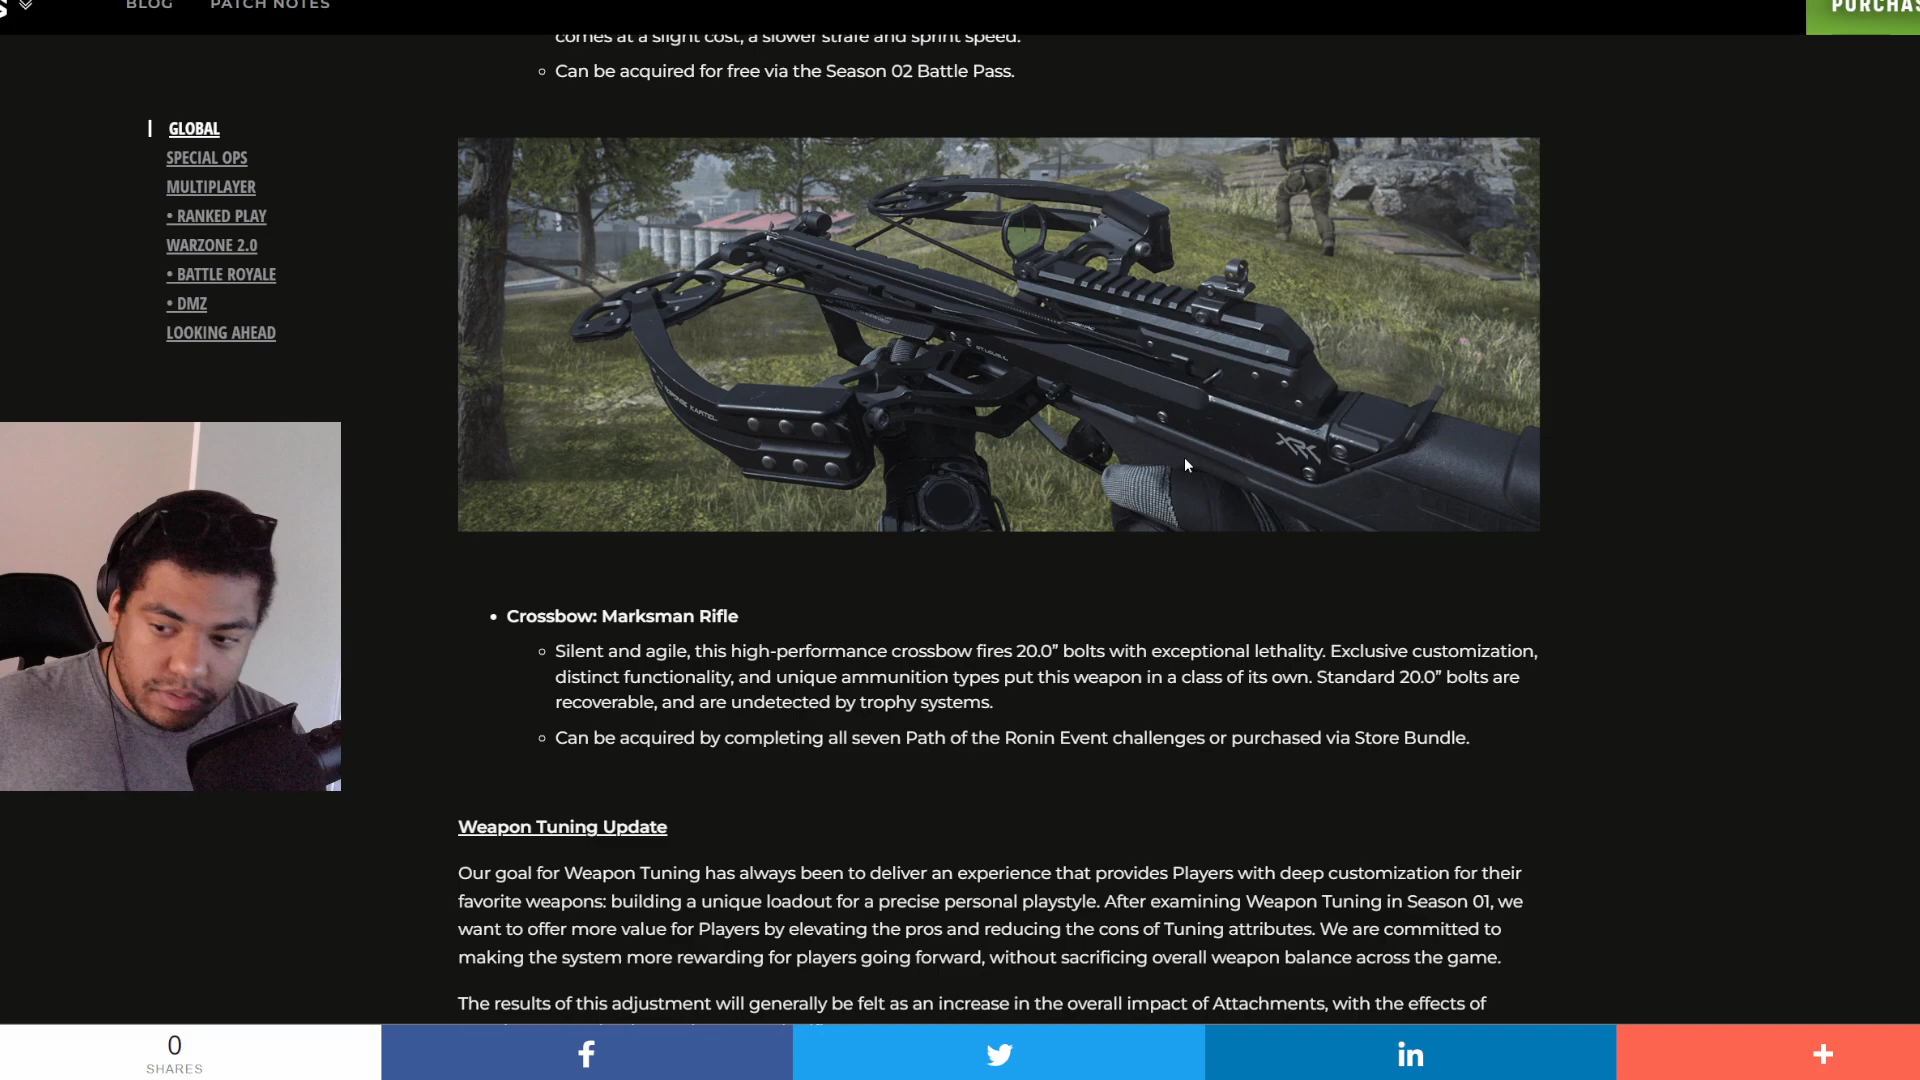 BLOG
PATCH NOTES
comes at a slight cost, a slower strafe and sprint speed.
Can be acquired for free via the Season 02 Battle Pass.
GLOBAL
SPECIAL OPS
MULTIPLAYER
• RANKED PLAY
WARZONE 2.0
• BATTLE ROYALE
• DMZ
LOOKING AHEAD
XRK
• Crossbow: Marksman Rifle
Silent and agile, this high-performance crossbow fires 20.0” bolts with exceptional lethality. Exclusive customization,
distinct functionality, and unique ammunition types put this weapon in a class of its own. Standard 20.0” bolts are
recoverable, and are undetected by trophy systems.
Can be acquired by completing all seven Path of the Ronin Event challenges or purchased via Store Bundle.
Weapon Tuning Update
Our goal for Weapon Tuning has always been to deliver an experience that provides Players with deep customization for their
favorite weapons: building a unique loadout for a precise personal playstyle. After examining Weapon Tuning in Season 01, we
want to offer more value for Players by elevating the pros and reducing the cons of Tuning attributes. We are committed to
making the system more rewarding for players going forward, without sacrificing overall weapon balance across the game.
The results of this adjustment will generally be felt as an increase in the overall impact of Attachments, with the effects of
0
SHARES